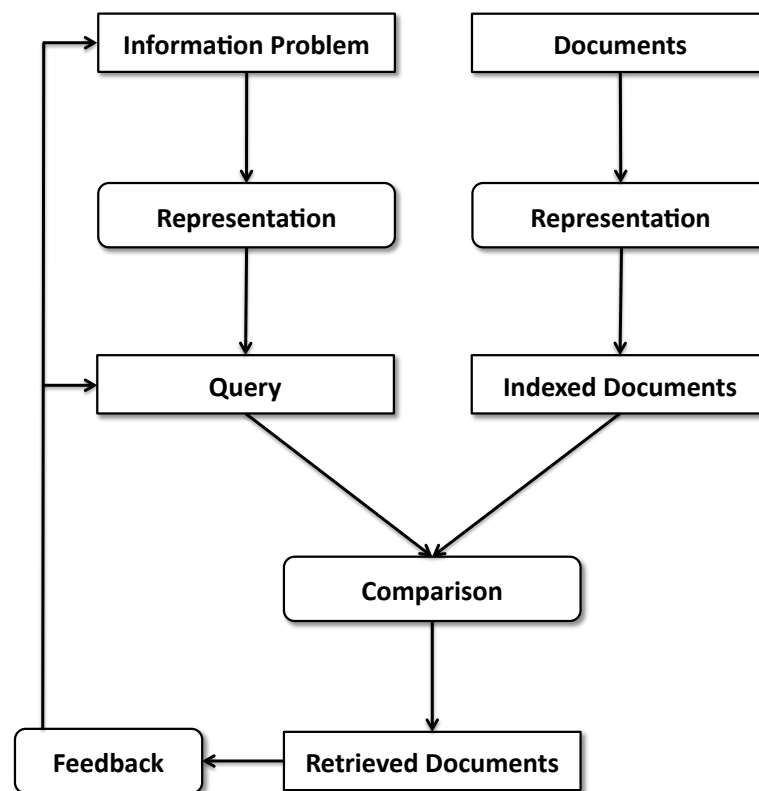 Information Problem
Documents
Representation
Representation
Query
Indexed Documents
Comparison
Feedback
Retrieved Documents